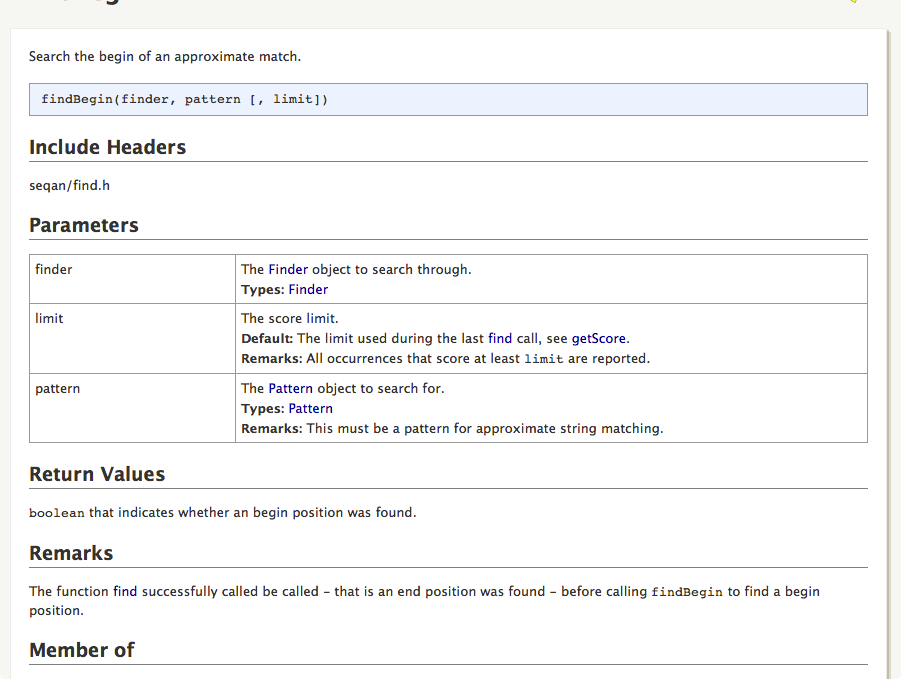 Search the begin of an approximate match.
findBegin(finder, pattern [, limit])
Include Headers
seqan/find.h
Parameters
finder
The Finder object to search through.
Types: Finder
limit
The score limit.
Default: The limit used during the last find call, see getScore.
Remarks: All occurrences that score at least limit are reported.
pattern
The Pattern object to search for.
Types: Pattern
Remarks: This must be a pattern for approximate string matching.
Return Values
boolean that indicates whether an begin position was found.
Remarks
The function find successfully called be called – that is an end position was found – before calling findBegin to find a begin
position.
Member of